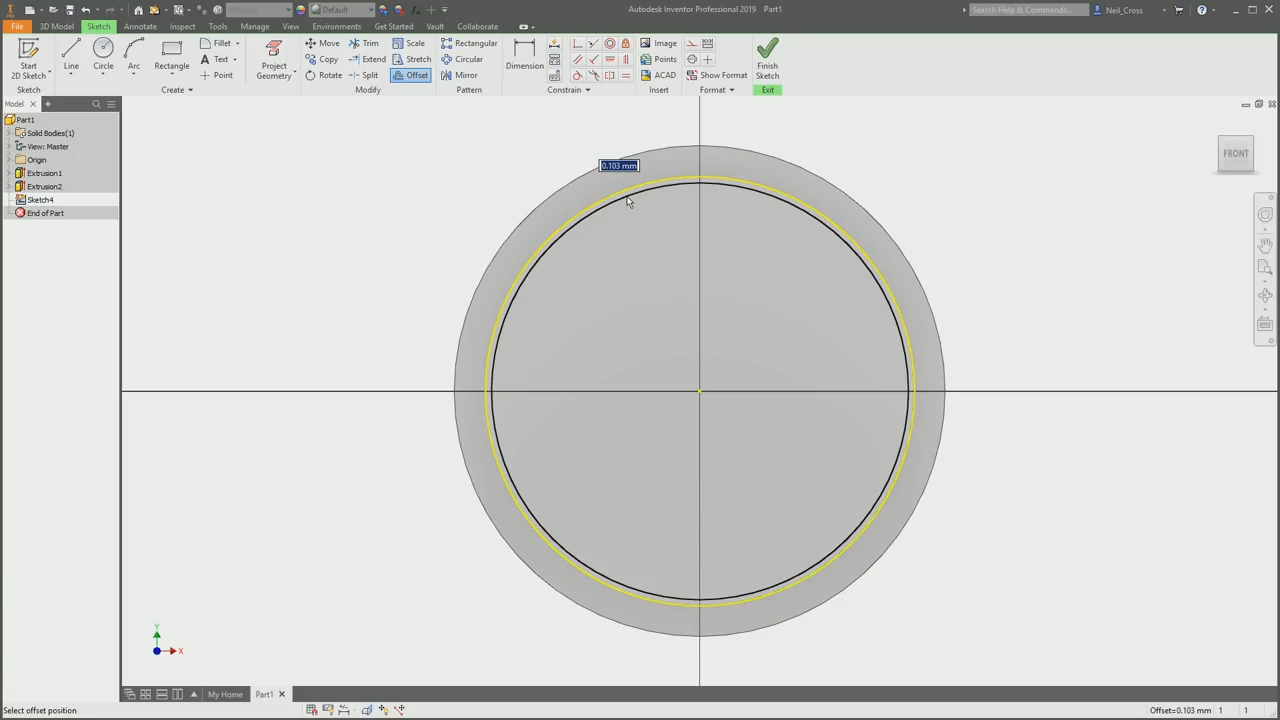 Default
Autodesk Inventor Professional 2019 Part1
Search Help & Commands...
Neil_Cross
File 3D Model Sketch Annotate Inspect Tools Manage View Environments Get Started Vault Collaborate
Start
2D Sketch
Line
Circle
Arc
Rectangle
Fillet
Text
Point
Project
Geometry
Move
Copy
Rotate
Trim
Extend
Split
Scale
Stretch
Offset
Rectangular
Circular
Mirror
Dimension
Image
Points
ACAD
Show Format
Finish
Sketch
Sketch
Create
Modify
Pattern
Constrain
Insert
Format
Exit
Model
Part1
Solid Bodies(1)
View: Master
Origin
Extrusion1
Extrusion2
Sketch4
End of Part
0.103 mm
FRONT
Y
X
My Home
Part1
Select offset position
Offset=0.103 mm 1 1